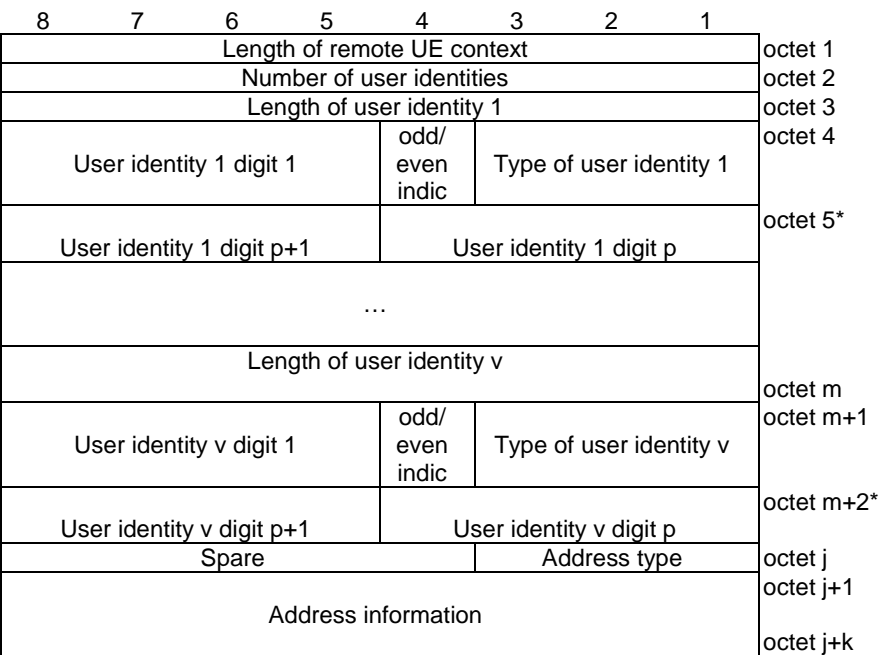 8 7 6 5 4 3 2 1
Length of remote UE context octet 1
Number of user identities octet 2
Length of user identity 1 octet 3
User identity 1 digit 1 odd/ even indic Type of user identity 1 octet 4
octet 5*
User identity 1 digit p+1 User identity 1 digit p
…
Length of user identity v
octet m
User identity v digit 1 odd/ even indic Type of user identity v octet m+1
octet m+2*
User identity v digit p+1 User identity v digit p
Spare Address type octet j
octet j+1
Address information
octet j+k